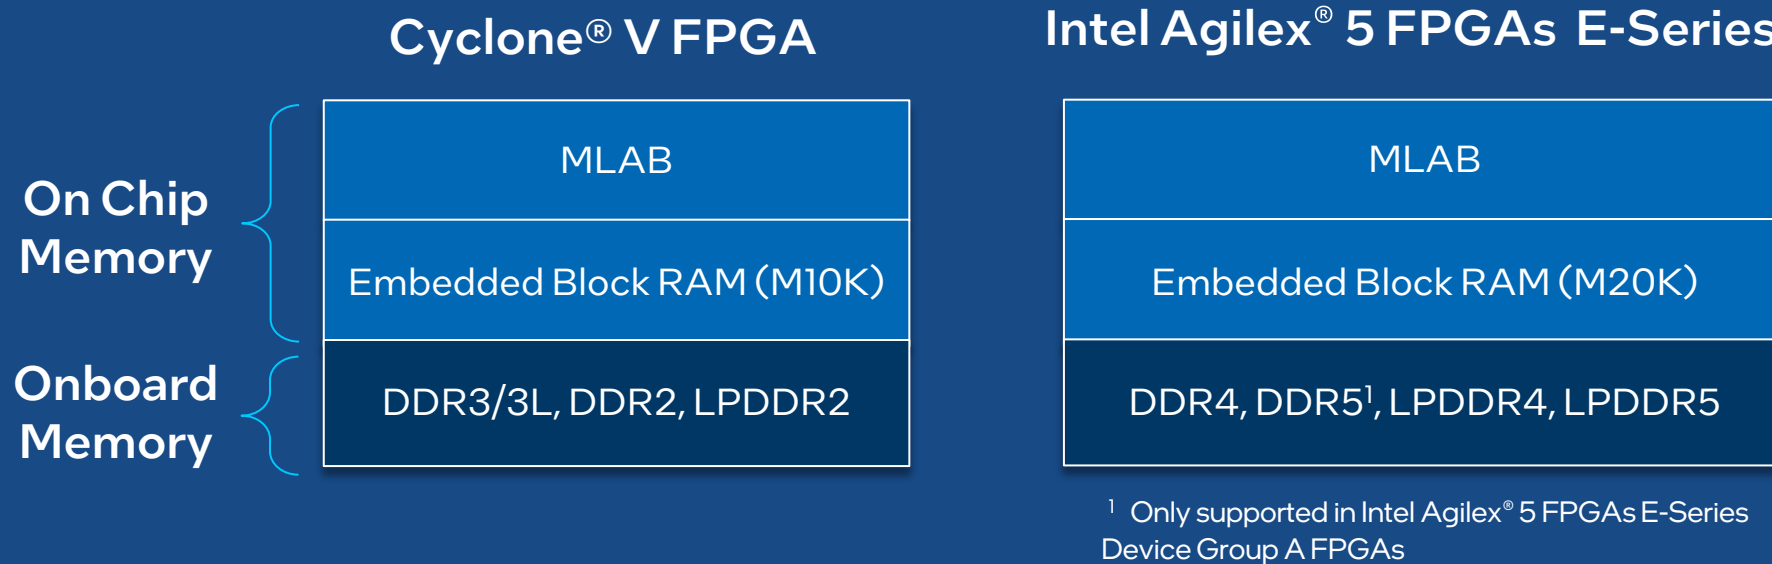 Cyclone® V FPGA
Intel Agilex® 5 FPGAs E-Series
On Chip
Memory
MLAB
MLAB
Embedded Block RAM (M10K)
Embedded Block RAM (M20K)
Onboard
Memory
DDR3/3L, DDR2, LPDDR2
DDR4, DDR5¹, LPDDR4, LPDDR5
¹ Only supported in Intel Agilex® 5 FPGAs E-Series
Device Group A FPGAs